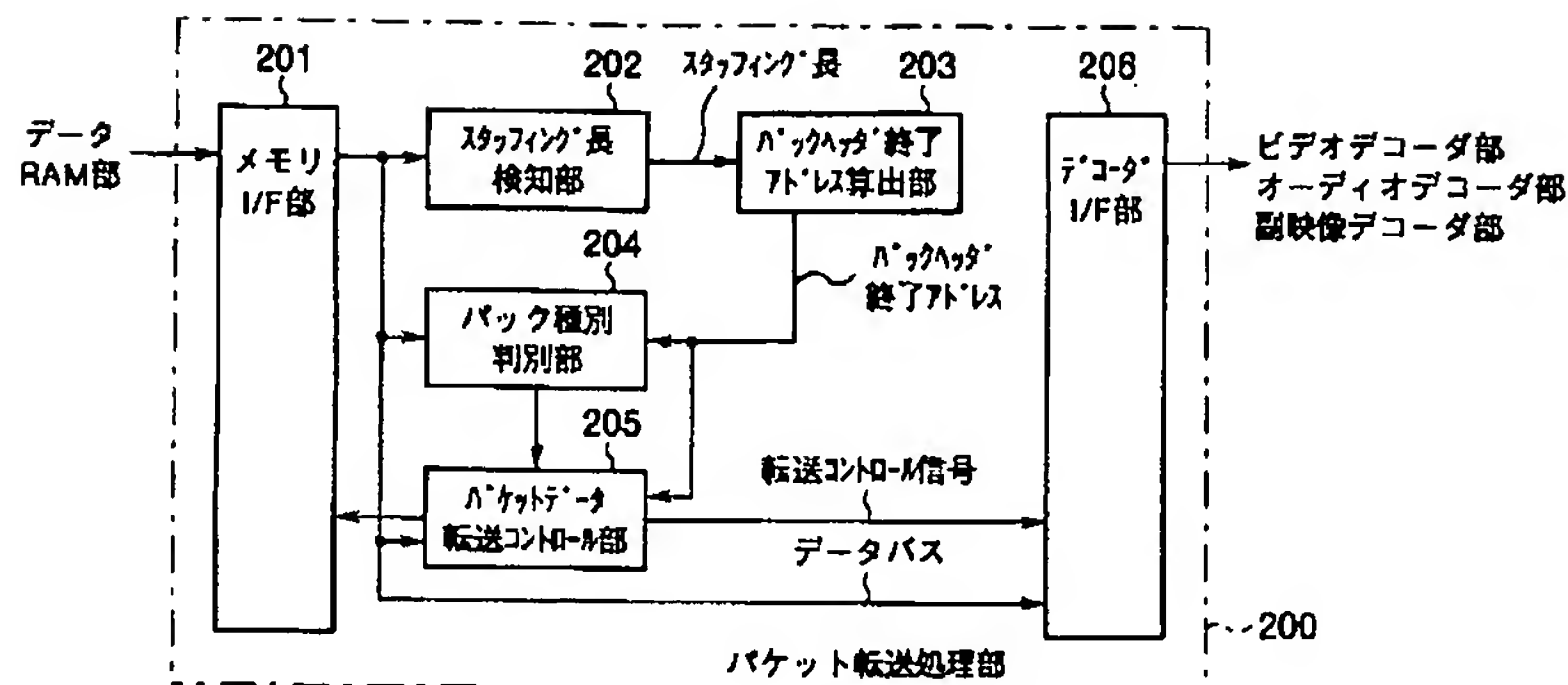 201
202
スタッフィング長
203
206
データ
RAM部
メモリ
I/F部
スタッフィング長
検知部
パックヘッダ終了
アドレス算出部
デコーダ
I/F部
ビデオデコーダ部
オーディオデコーダ部
副映像デコーダ部
204
パックヘッダ
終了アドレス
パック種別
判別部
205
パケットデータ
転送コントロール部
転送コントロール信号
データバス
200
パケット転送処理部